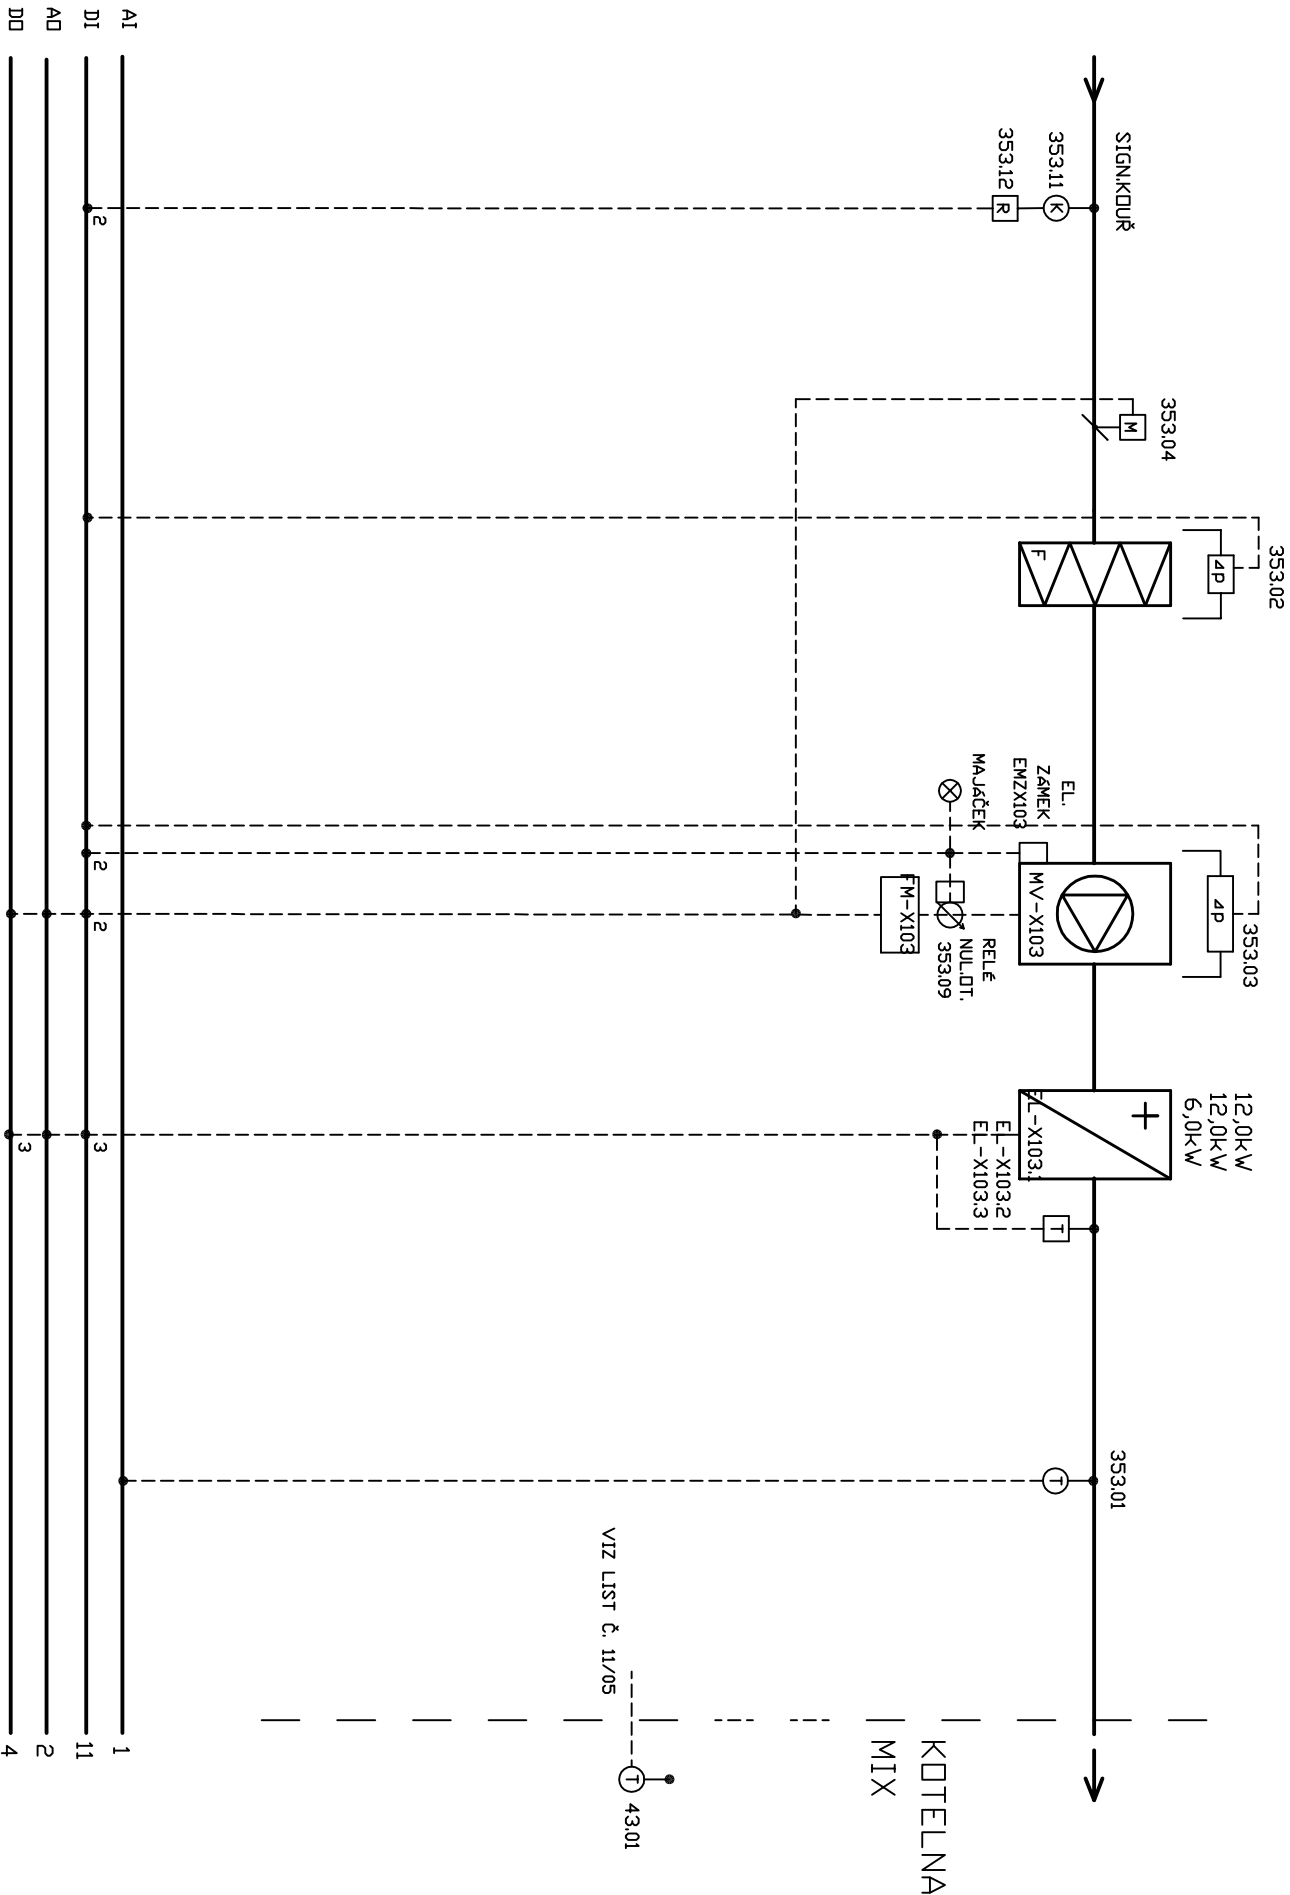 SIGN.KOUŘ
353.11
K
353.12
R
353.04
M
353.02
Δp
F
353.03
Δp
EL.
ZÁMEK
EMZX103
MAJÁČEK
MV-X103
FM-X103
RELÉ
NUL.OT.
353.09
12,0kW
12,0kW
6,0kW
+
EL-X103.1
EL-X103.2
EL-X103.3
T
353.01
T
KOTELNA
MIX
VIZ LIST Č. 11/05
T
43.01
AI
1
DI
2
2
2
3
11
AO
2
DO
3
4